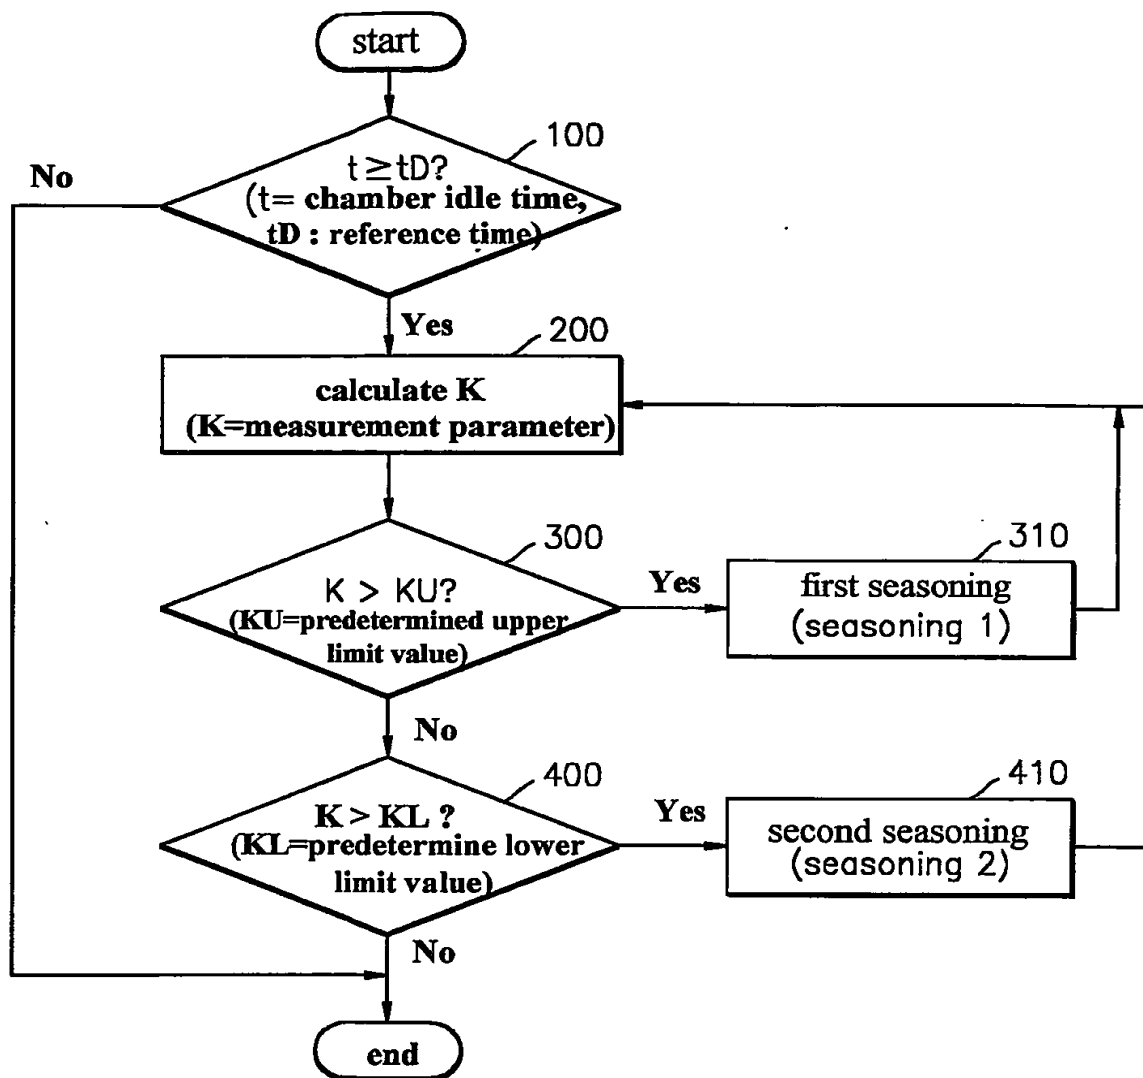 start
100
t≥tD?
(t= chamber idle time,
tD : reference time)
No
Yes
200
calculate K
(K=measurement parameter)
300
K > KU?
(KU=predetermined upper
limit value)
Yes
310
first seasoning
(seasoning 1)
No
400
K > KL ?
(KL=predetermine lower
limit value)
Yes
410
second seasoning
(seasoning 2)
No
end